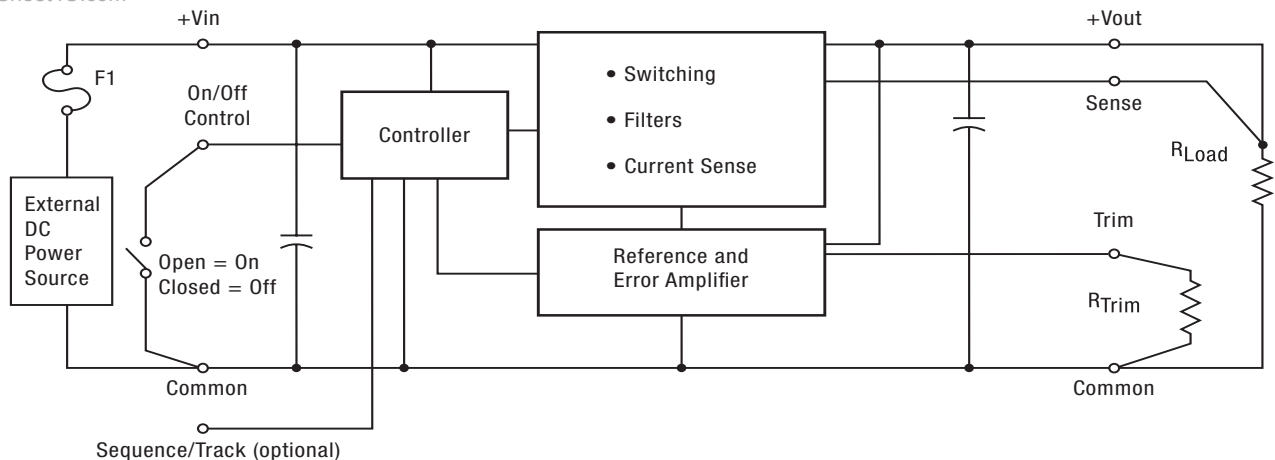 +Vin
+Vout
F1
On/Off
Control
Controller
• Switching
• Filters
• Current Sense
Sense
RLoad
External
DC
Power
Source
Open = On
Closed = Off
Reference and
Error Amplifier
Trim
RTrim
Common
Common
Sequence/Track (optional)